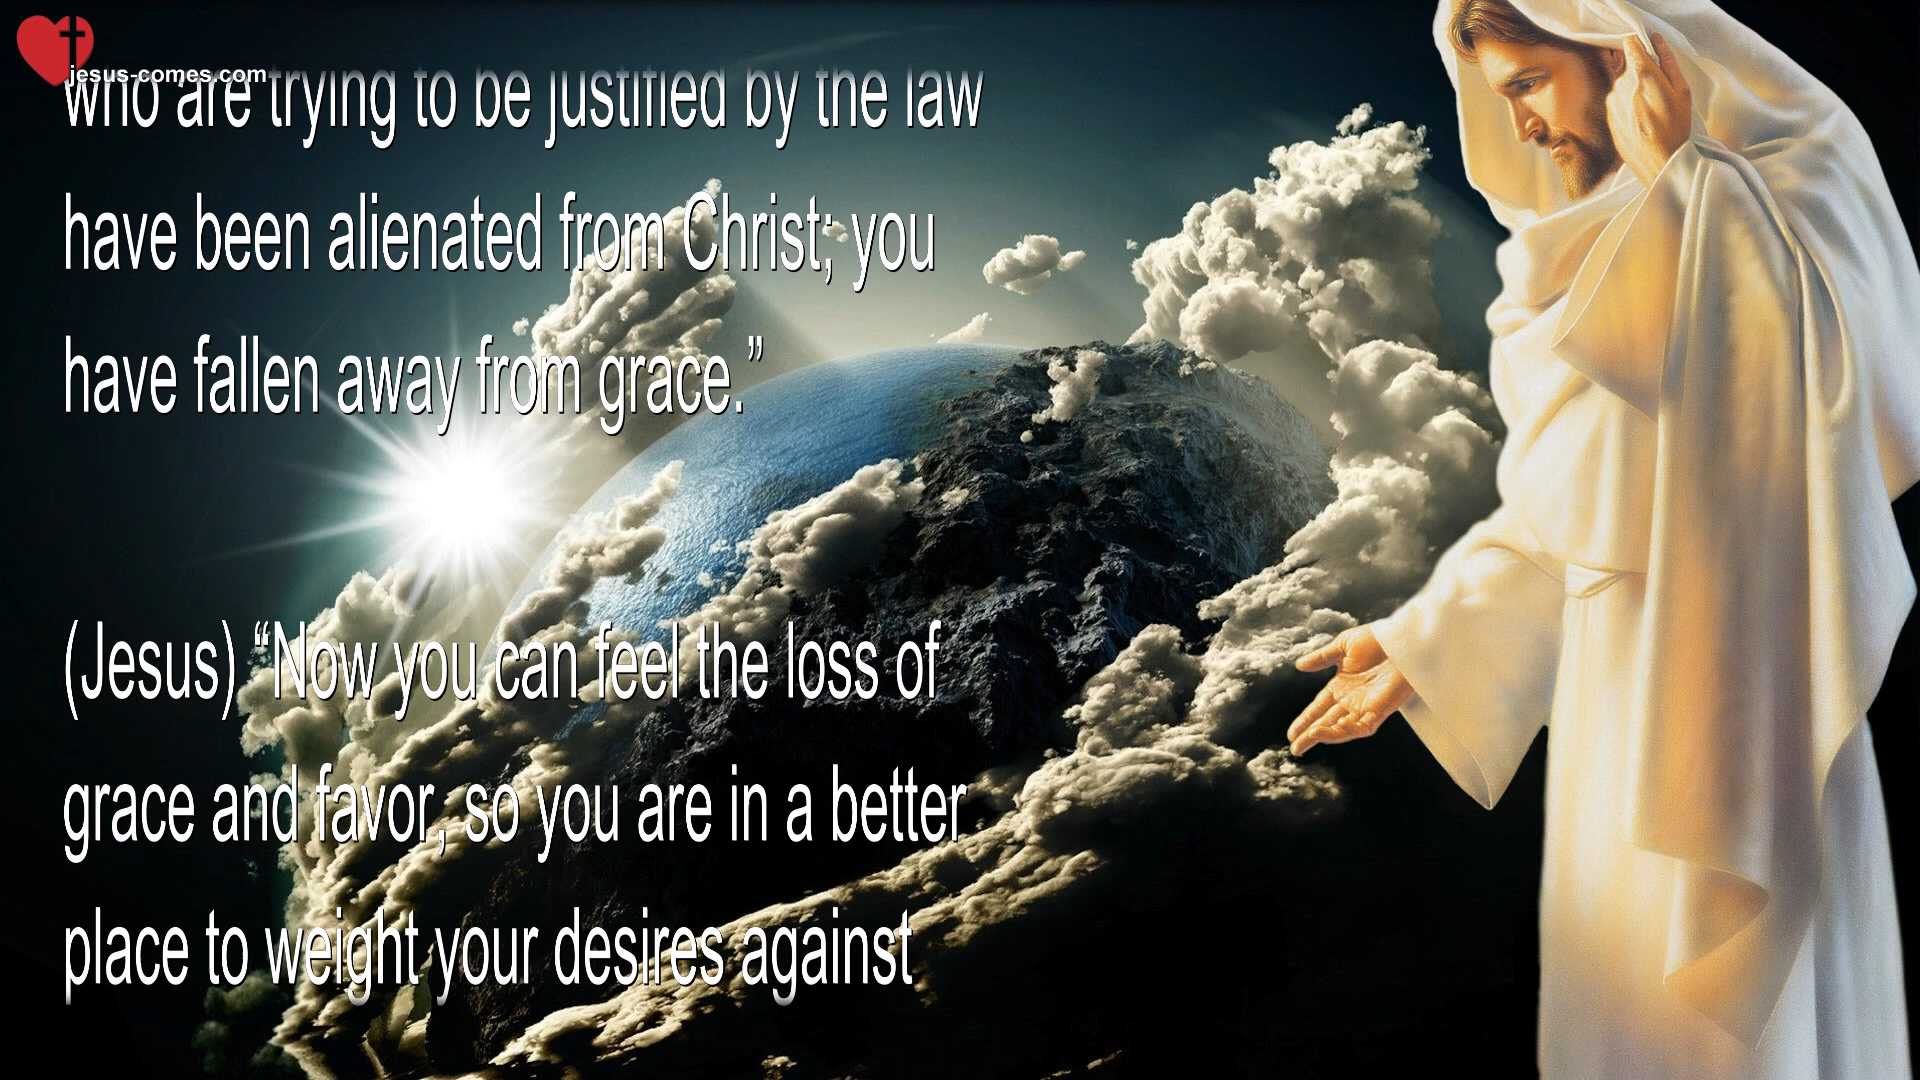 jesus-comes.com
who are trying to be justified by the law
have been alienated from Christ; you
have fallen away from grace.”
(Jesus) “Now you can feel the loss of
grace and favor, so you are in a better
place to weight your desires against